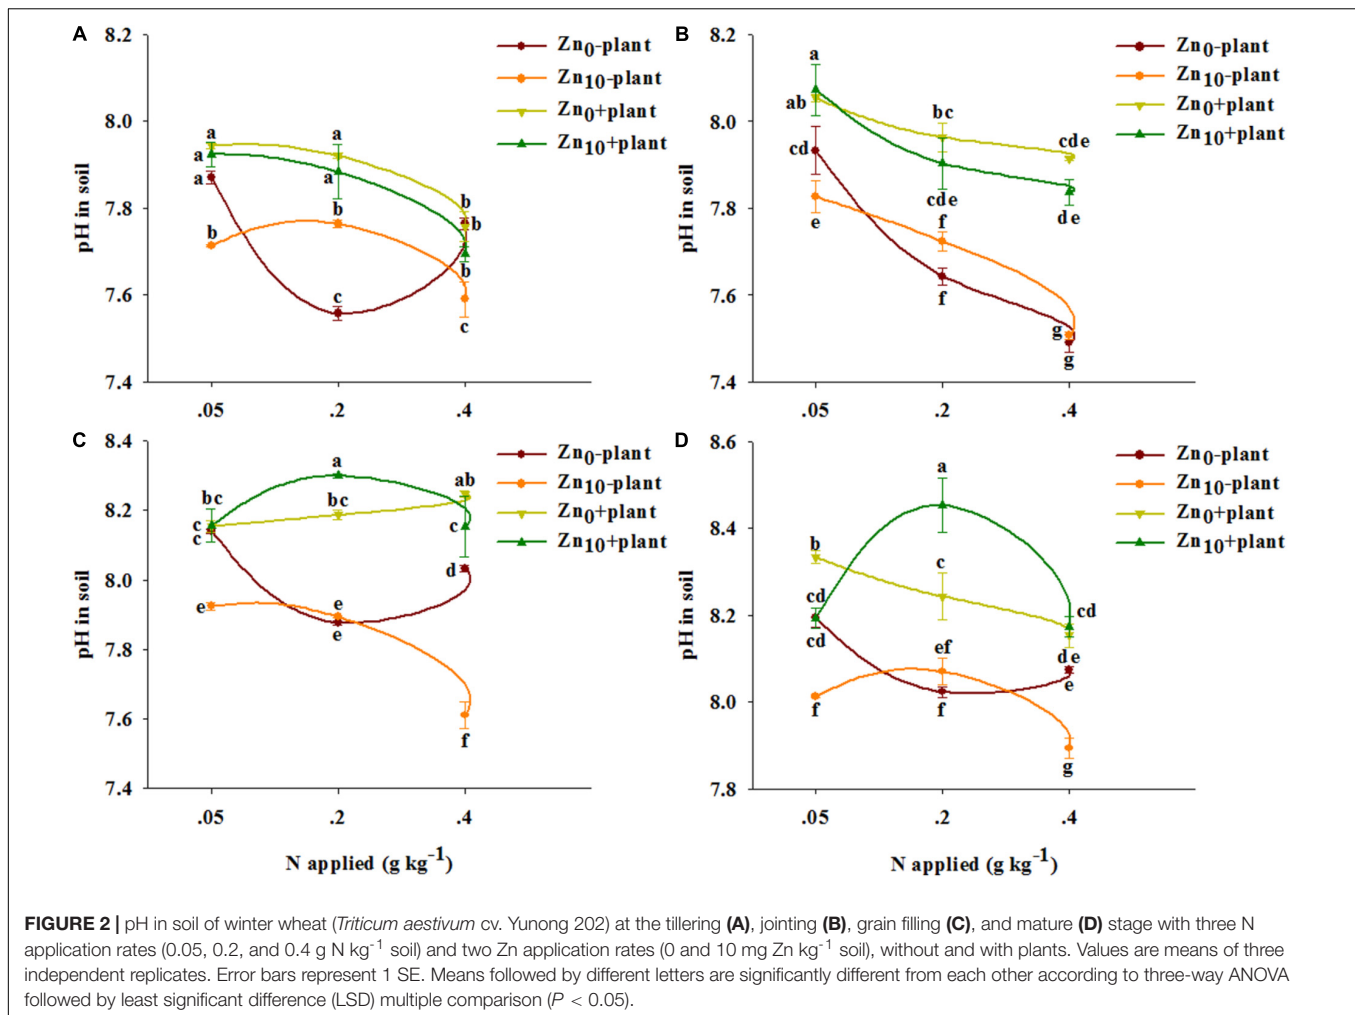 A
8.2
8.0
7.8
7.6
7.4
pH in soil
.05
.2
.4
Zn0-plant
Zn10-plant
Zn0+plant
Zn10+plant
a
a
a
b
a
a
b
c
b
b
b
c
B
8.2
8.0
7.8
7.6
7.4
pH in soil
.05
.2
.4
Zn0-plant
Zn10-plant
Zn0+plant
Zn10+plant
a
ab
cd
e
bc
cde
f
f
cde
de
g
g
C
8.4
8.2
8.0
7.8
7.6
7.4
pH in soil
.05
.2
.4
N applied (g kg-1)
Zn0-plant
Zn10-plant
Zn0+plant
Zn10+plant
bc
c
c
e
a
bc
e
e
ab
c
d
f
D
8.6
8.4
8.2
8.0
7.8
pH in soil
.05
.2
.4
N applied (g kg-1)
Zn0-plant
Zn10-plant
Zn0+plant
Zn10+plant
b
cd
cd
f
a
c
ef
f
cd
de
e
g
FIGURE 2 | pH in soil of winter wheat (Triticum aestivum cv. Yunong 202) at the tillering (A), jointing (B), grain filling (C), and mature (D) stage with three N
application rates (0.05, 0.2, and 0.4 g N kg-1 soil) and two Zn application rates (0 and 10 mg Zn kg-1 soil), without and with plants. Values are means of three
independent replicates. Error bars represent 1 SE. Means followed by different letters are significantly different from each other according to three-way ANOVA
followed by least significant difference (LSD) multiple comparison (P < 0.05).